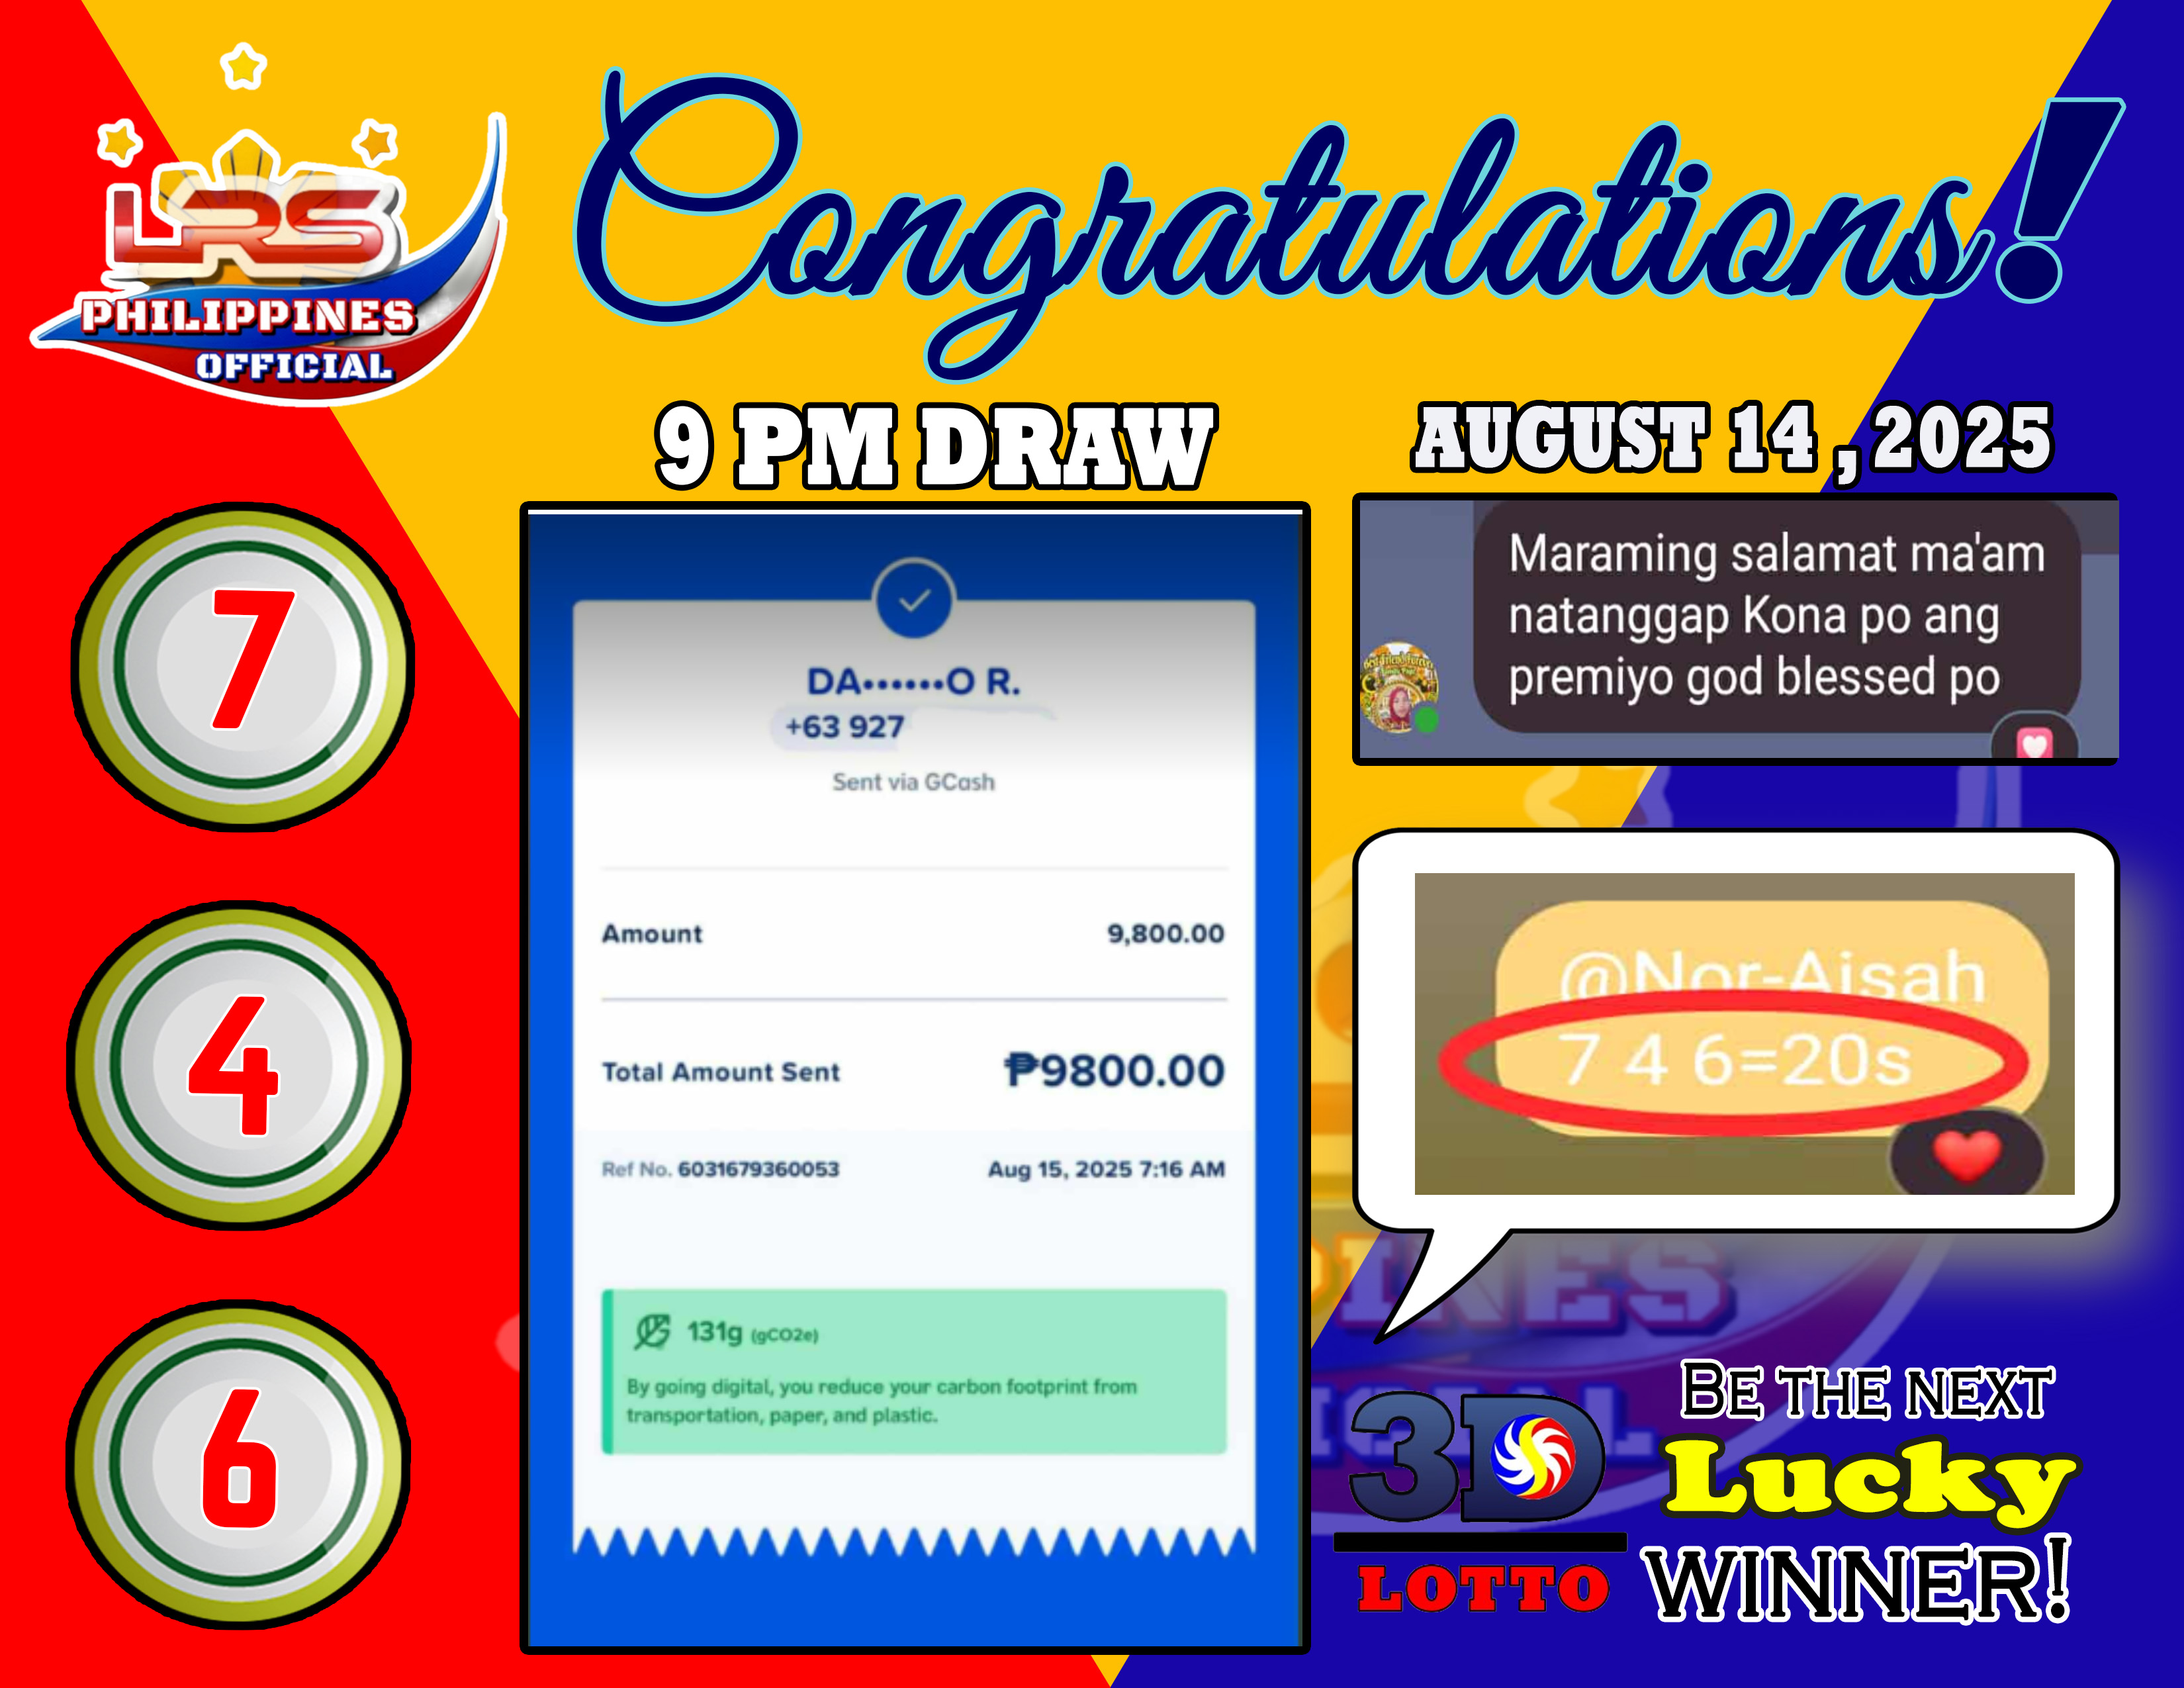 LRS
PHILIPPINES
OFFICIAL
Congratulations!
9 PM DRAW
AUGUST 14 , 2025
7
4
6
DA••••••O R.
+63 927
Sent via GCash
Amount 9,800.00
Total Amount Sent ₱9800.00
Ref No. 6031679360053 Aug 15, 2025 7:16 AM
131g (gCO2e)
By going digital, you reduce your carbon footprint from
transportation, paper, and plastic.
Maraming salamat ma'am
natanggap Kona po ang
premiyo god blessed po
@Nor-Aisah
7 4 6=20s
3D
LOTTO
BE THE NEXT
Lucky
WINNER!